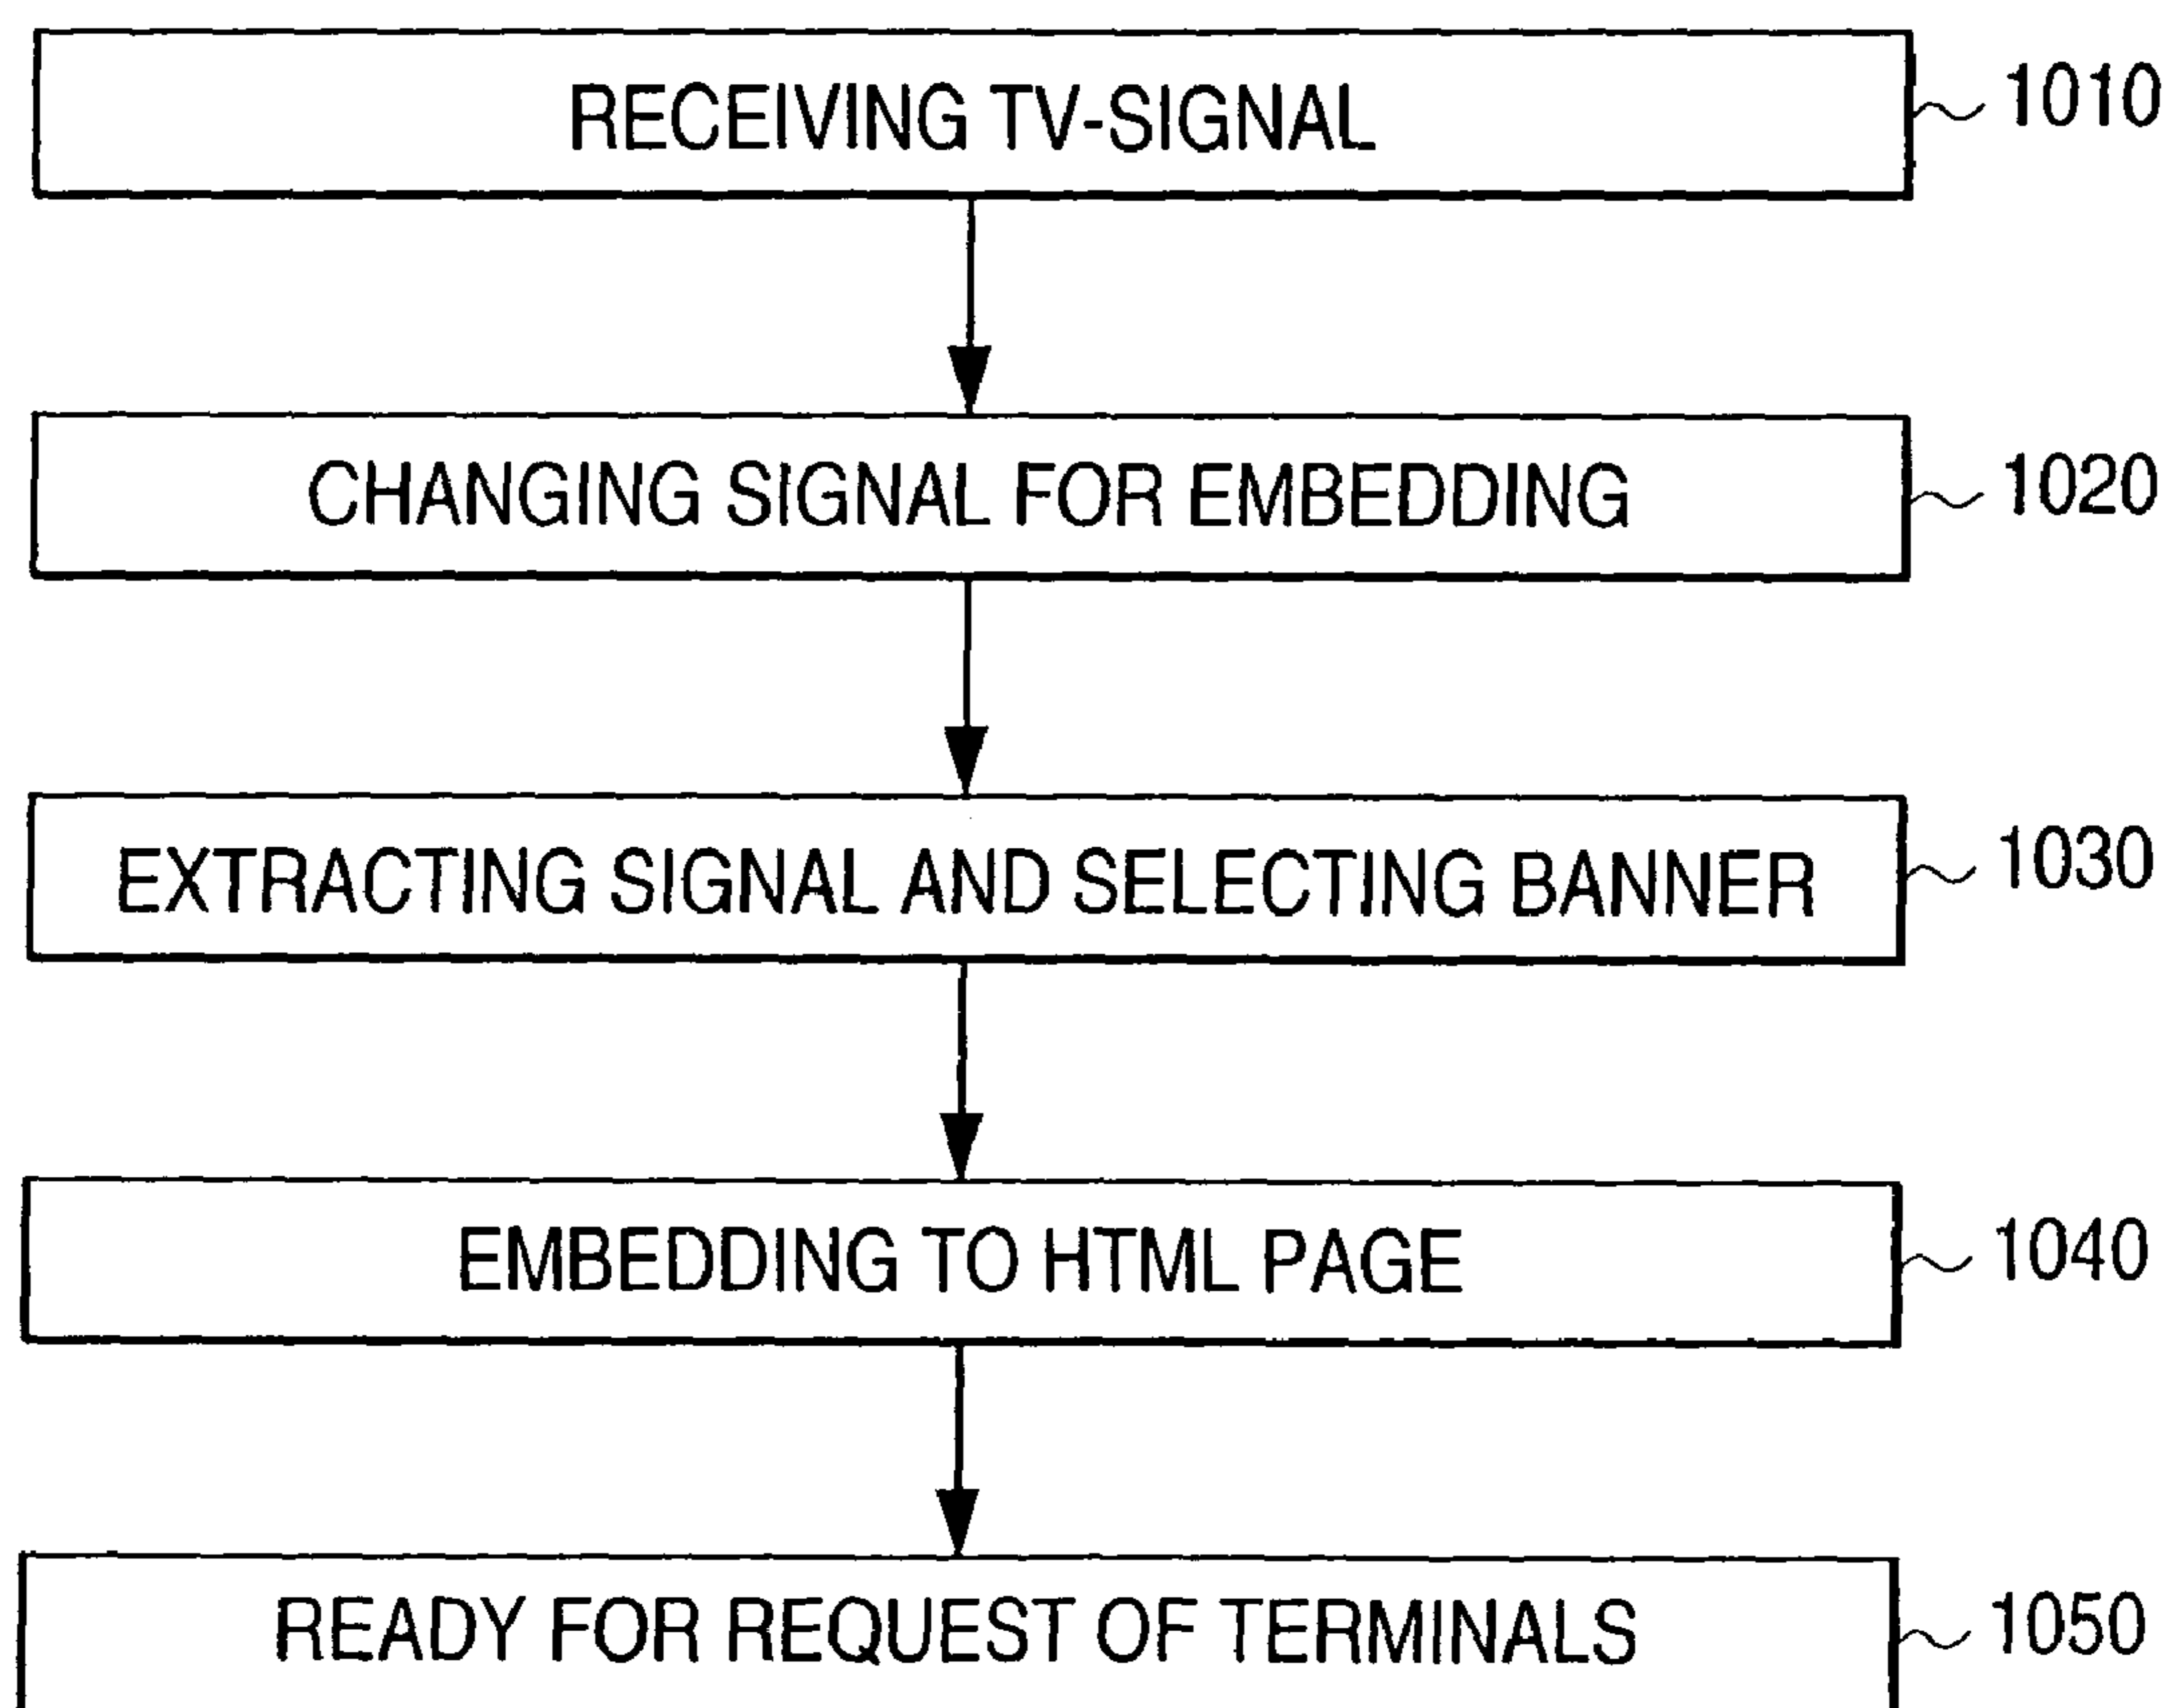 RECEIVING TV-SIGNAL 1010
CHANGING SIGNAL FOR EMBEDDING 1020
EXTRACTING SIGNAL AND SELECTING BANNER 1030
EMBEDDING TO HTML PAGE 1040
READY FOR REQUEST OF TERMINALS 1050